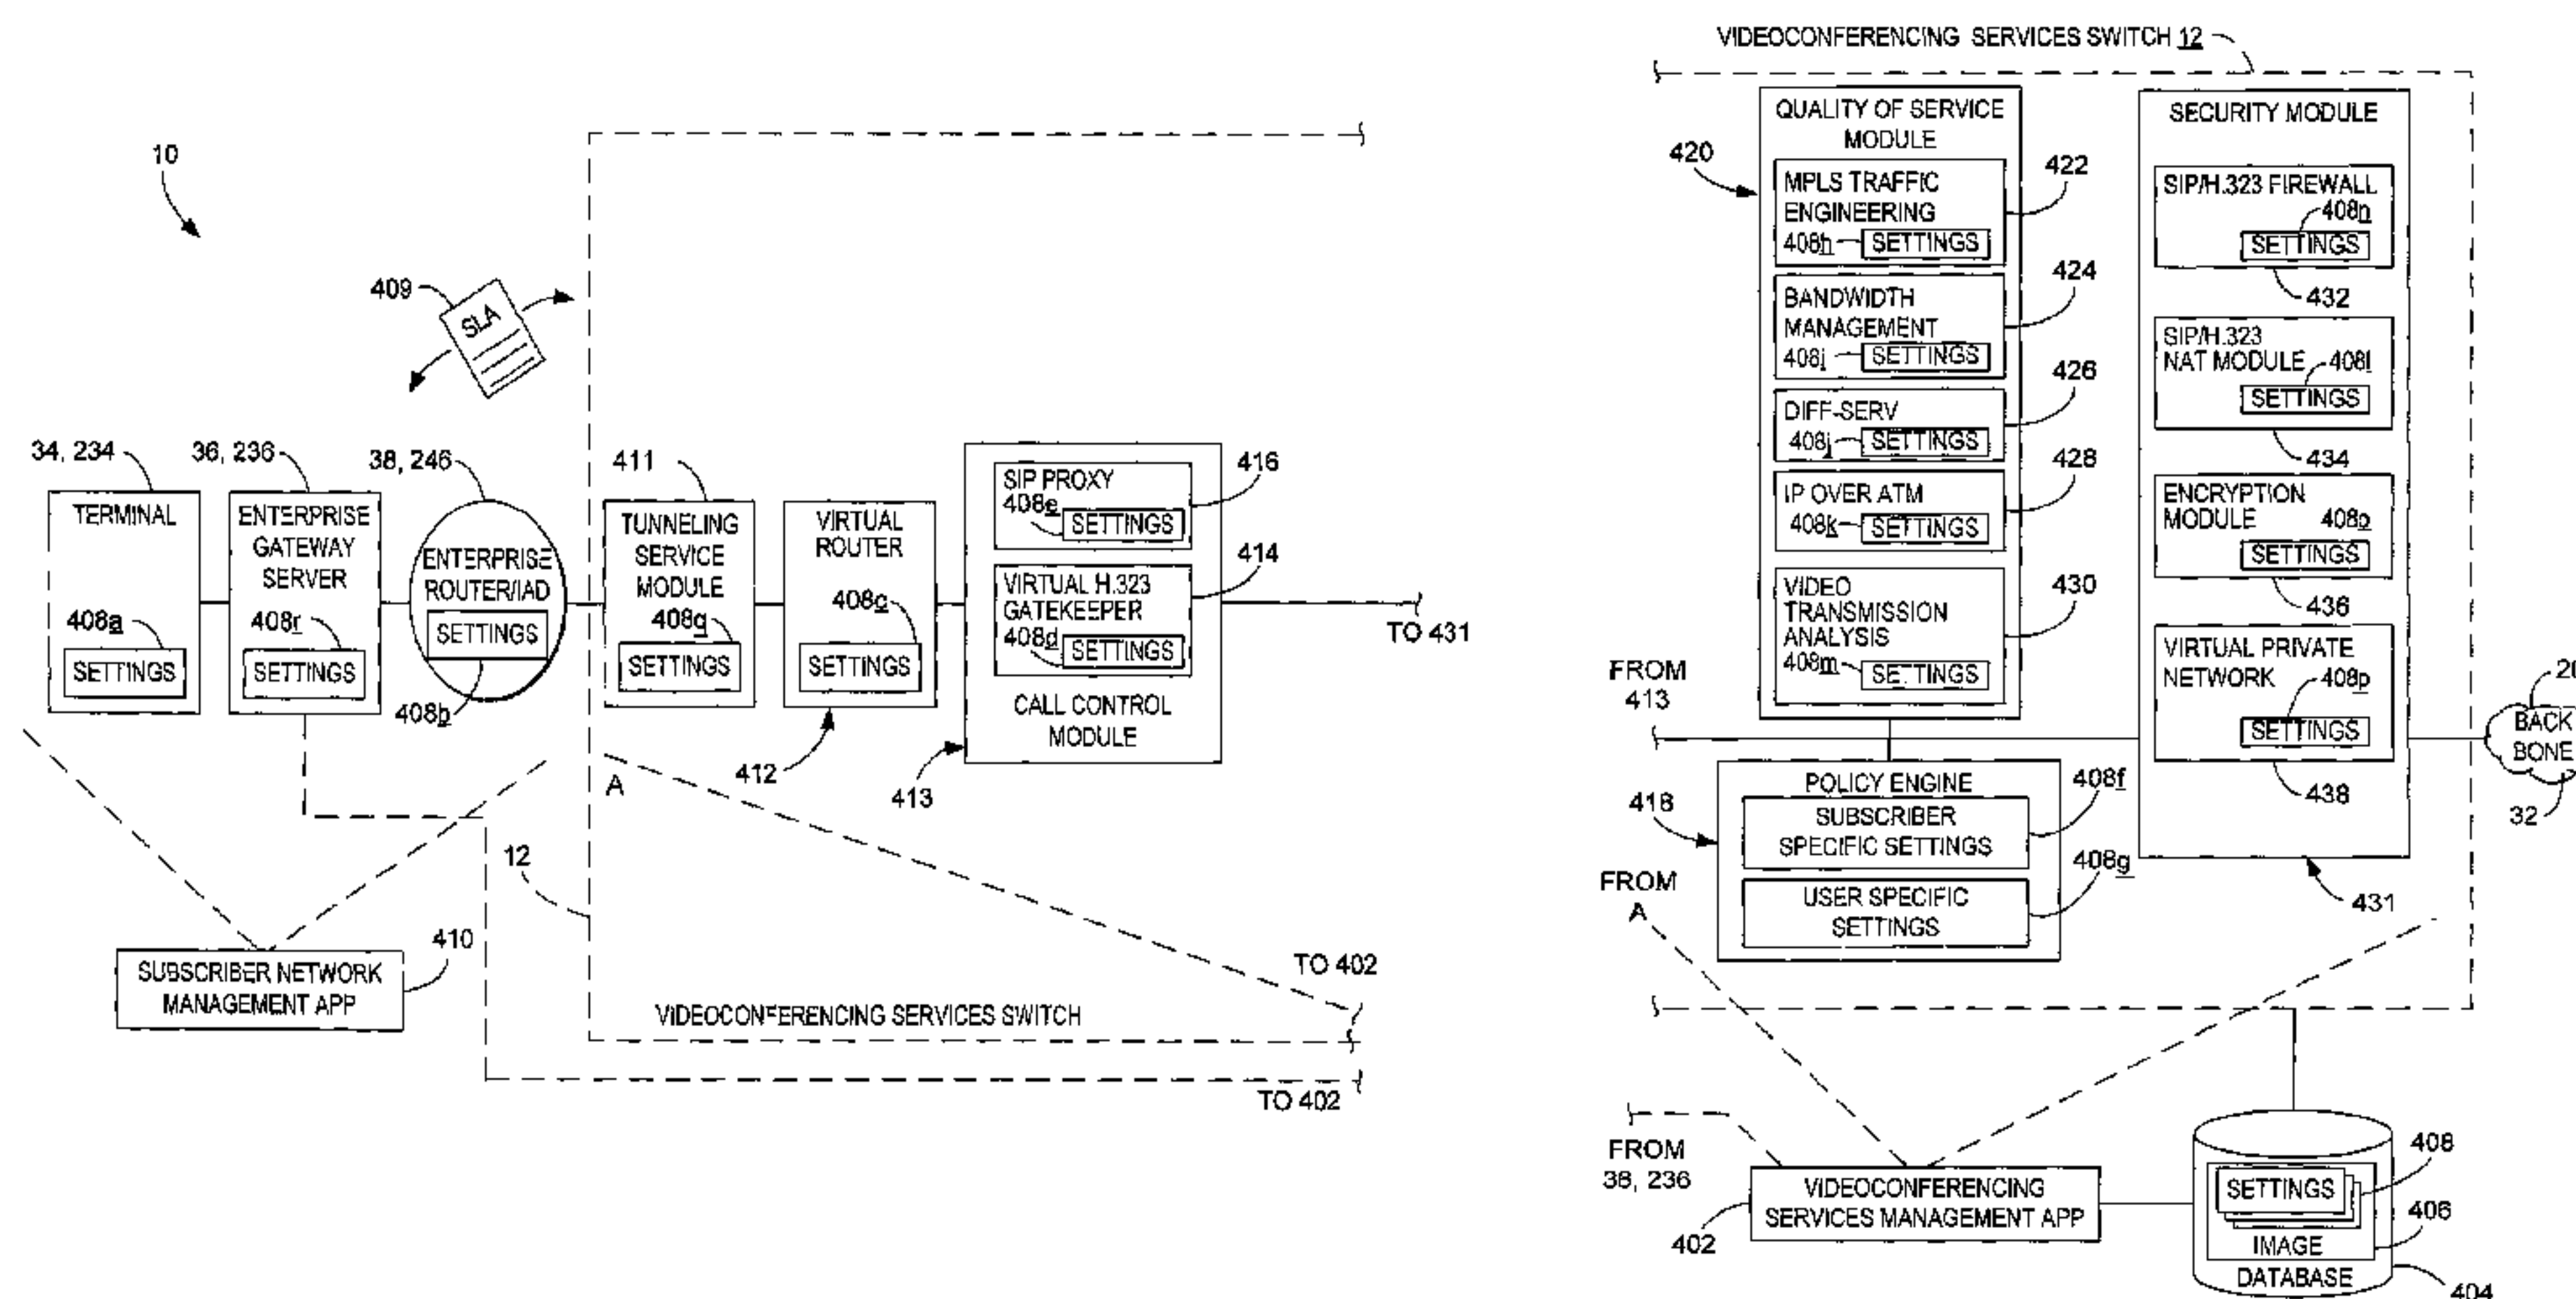 10
409
SLA
34, 234
TERMINAL
408a
SETTINGS
36, 236
ENTERPRISE
GATEWAY
SERVER
408r
SETTINGS
38, 246
ENTERPRISE
ROUTER/IAD
SETTINGS
408b
411
TUNNELING
SERVICE
MODULE
408q
SETTINGS
VIRTUAL
ROUTER
408c
SETTINGS
412
SIP PROXY
408e
SETTINGS
416
VIRTUAL H.323
GATEKEEPER
408d
SETTINGS
414
CALL CONTROL
MODULE
413
TO 431
A
12
SUBSCRIBER NETWORK
MANAGEMENT APP
410
TO 402
VIDEOCONFERENCING SERVICES SWITCH
TO 402
VIDEOCONFERENCING SERVICES SWITCH 12
420
QUALITY OF SERVICE
MODULE
MPLS TRAFFIC
ENGINEERING
408h
SETTINGS
422
BANDWIDTH
MANAGEMENT
408i
SETTINGS
424
DIFF-SERV
408j
SETTINGS
426
IP OVER ATM
408k
SETTINGS
428
VIDEO
TRANSMISSION
ANALYSIS
408m
SETTINGS
430
SECURITY MODULE
SIP/H.323 FIREWALL
408n
SETTINGS
432
SIP/H.323
NAT MODULE
408l
SETTINGS
434
ENCRYPTION
MODULE
408o
SETTINGS
436
VIRTUAL PRIVATE
NETWORK
408p
SETTINGS
438
431
FROM
413
BACK
BONE
32
POLICY ENGINE
418
SUBSCRIBER
SPECIFIC SETTINGS
408f
USER SPECIFIC
SETTINGS
408g
FROM
A
FROM
38, 236
VIDEOCONFERENCING
SERVICES MANAGEMENT APP
402
SETTINGS
408
IMAGE
406
DATABASE
404